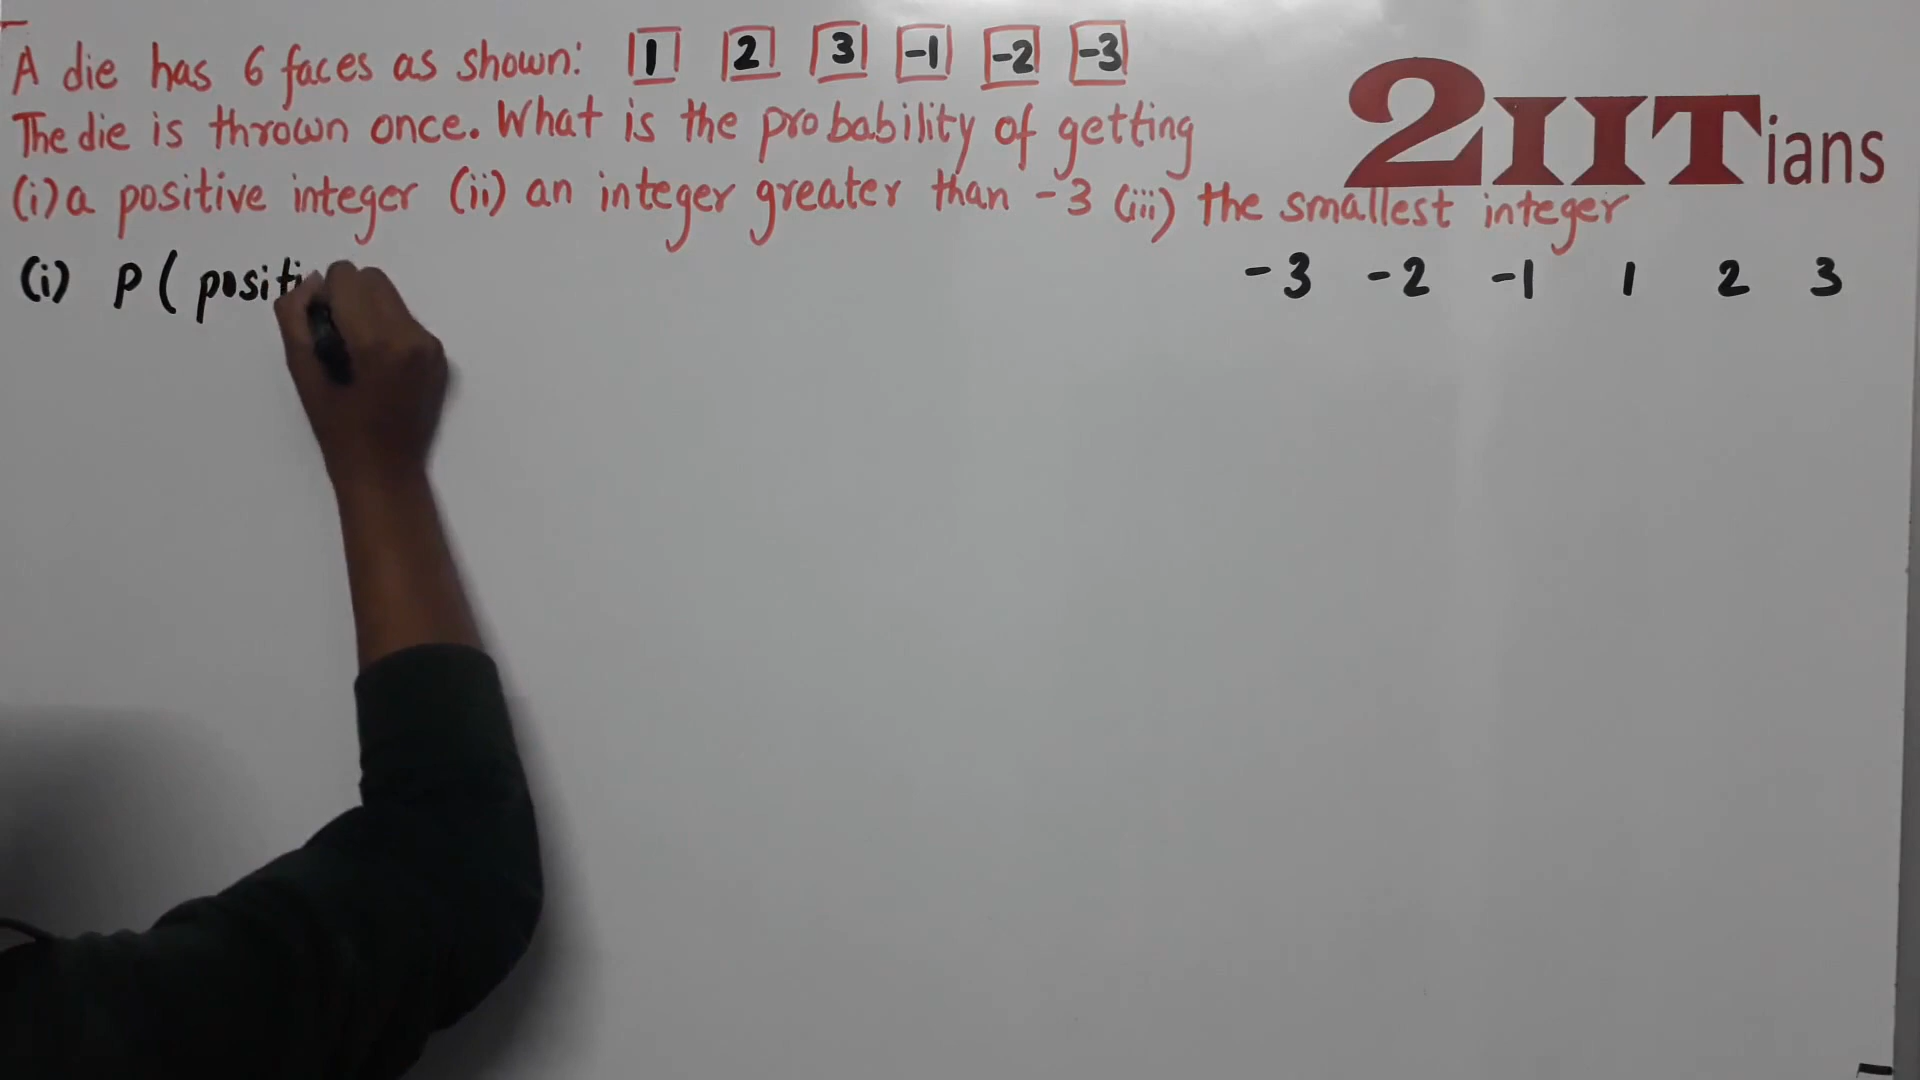 A die has 6 faces as shown: 1 2 3 -1 -2 -3
The die is thrown once. What is the probability of getting
(i) a positive integer (ii) an integer greater than -3 (iii) the smallest integer
2IITians
(i) P ( positi
-3 -2 -1 1 2 3